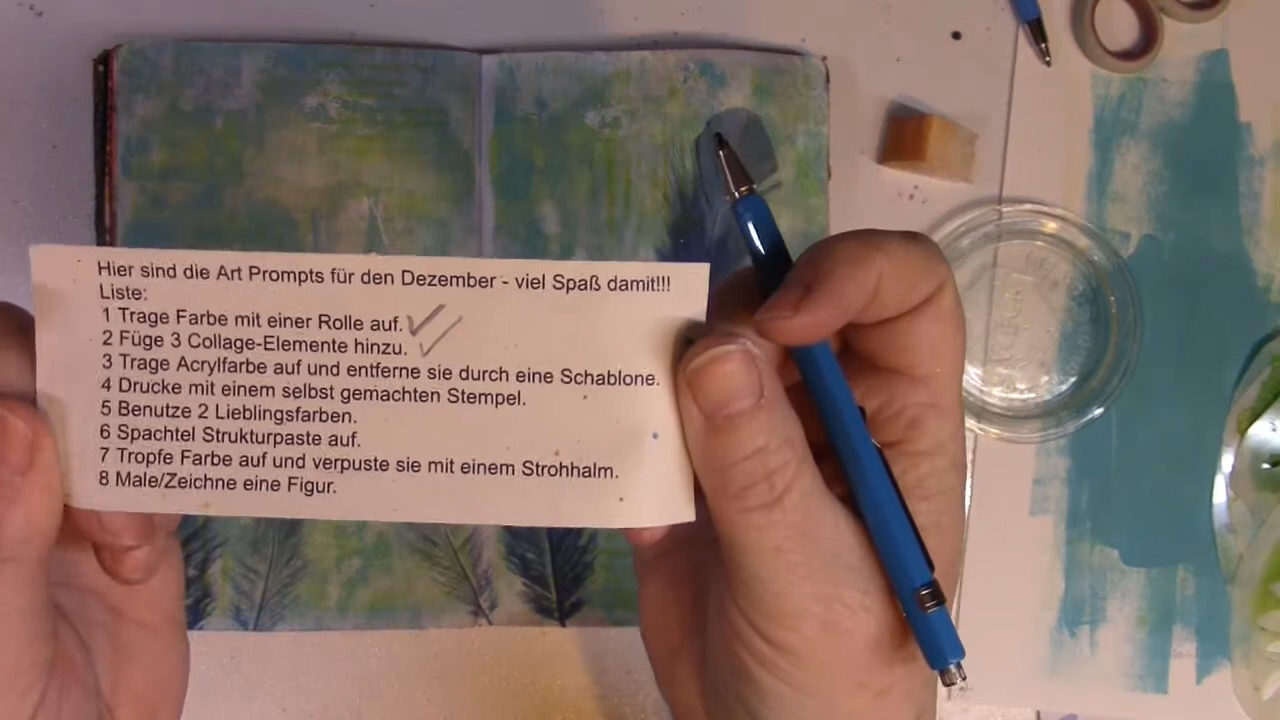 Hier sind die Art Prompts für den Dezember - viel Spaß damit!!!
Liste:
1 Trage Farbe mit einer Rolle auf.
2 Füge 3 Collage-Elemente hinzu.
3 Trage Acrylfarbe auf und entferne sie durch eine Schablone.
4 Drucke mit einem selbst gemachten Stempel.
5 Benutze 2 Lieblingsfarben.
6 Spachtel Strukturpaste auf.
7 Tropfe Farbe auf und verpuste sie mit einem Strohhalm.
8 Male/Zeichne eine Figur.